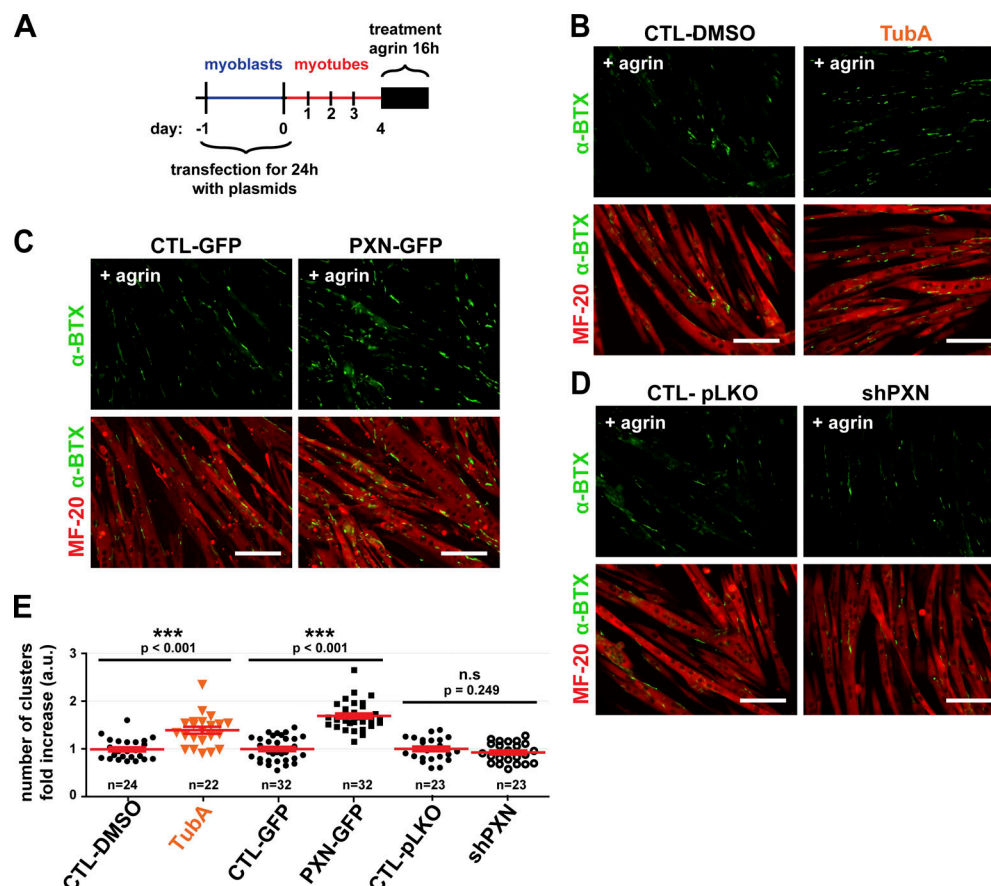 A
treatment
agrin 16h
myoblasts myotubes
1 2 3
day: -1 0 4
transfection for 24h
with plasmids
B
CTL-DMSO TubA
+ agrin + agrin
α-BTX
MF-20 α-BTX
C
CTL-GFP PXN-GFP
+ agrin + agrin
α-BTX
MF-20 α-BTX
D
CTL- pLKO shPXN
+ agrin + agrin
α-BTX
MF-20 α-BTX
E
number of clusters
fold increase (a.u.)
3
2
1
0
***
p < 0.001
***
p < 0.001
n.s
p = 0.249
n=24 n=22 n=32 n=32 n=23 n=23
CTL-DMSO TubA CTL-GFP PXN-GFP CTL-pLKO shPXN